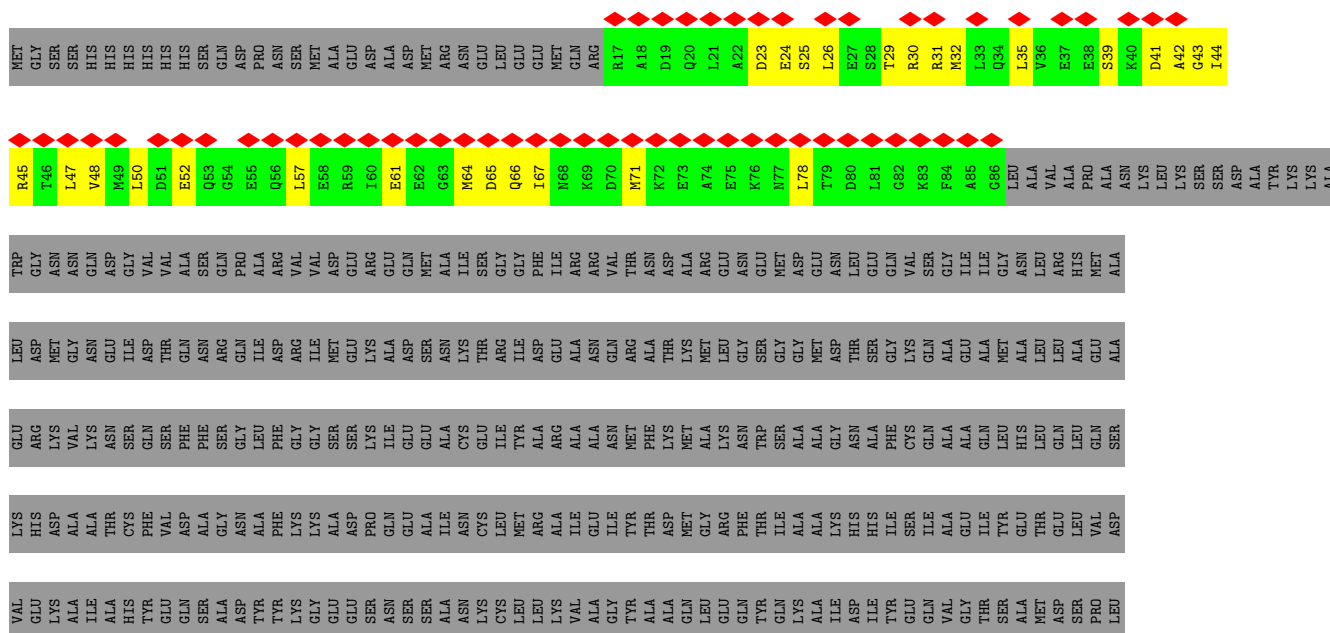 MET GLY SER SER HIS HIS HIS HIS HIS HIS SER GLN ASP PRO ASN SER MET ALA GLU ASP ALA ASP MET ARG ASN GLU LEU GLU GLU MET GLN ARG R17 A18 D19 Q20 L21 A22 D23 E24 S25 L26 E27 S28 T29 R30 R31 M32 L33 Q34 L35 V36 E37 E38 S39 K40 D41 A42 G43 I44
R45 T46 L47 V48 M49 L50 D51 E52 Q53 G54 E55 Q56 L57 E58 R59 I60 E61 E62 G63 M64 D65 Q66 I67 N68 K69 D70 M71 K72 E73 A74 E75 K76 N77 L78 T79 D80 L81 G82 K83 F84 A85 G86 LEU ALA VAL ALA PRO ALA ASN LYS LEU LYS SER SER ASP ALA TYR LYS LYS ALA
TRP GLY ASN ASN GLN ASP GLY VAL VAL ALA SER GLN PRO ALA ARG VAL VAL ASP GLU ARG GLU GLN MET ALA ILE SER GLY GLY PHE ILE ARG ARG VAL THR ASN ASP ALA ARG GLU ASN GLU MET ASP GLU ASN LEU GLU GLN VAL SER GLY ILE ILE GLY ASN LEU ARG HIS MET ALA
LEU ASP MET GLY ASN GLU ILE ASP THR GLN ASN ARG GLN ILE ASP ARG ILE MET GLU LYS ALA ASP SER ASN LYS THR ARG ILE ASP GLU ALA ASN GLN ARG ALA THR LYS MET LEU GLY SER GLY GLY MET ASP THR SER GLY LYS GLN ALA GLU ALA MET ALA LEU LEU ALA GLU ALA
GLU ARG LYS VAL LYS ASN SER GLN SER PHE PHE SER GLY LEU PHE GLY GLY SER SER LYS ILE GLU GLU ALA CYS GLU ILE TYR ALA ARG ALA ALA ASN MET PHE LYS MET ALA LYS ASN TRP SER ALA ALA GLY ASN ALA PHE CYS GLN ALA ALA GLN LEU HIS LEU GLN LEU GLN SER
LYS HIS ASP ALA ALA THR CYS PHE VAL ASP ALA GLY ASN ALA PHE LYS LYS ALA ASP PRO GLN GLU ALA ILE ASN CYS LEU MET ARG ALA ILE GLU ILE TYR THR ASP MET GLY ARG PHE THR ILE ALA ALA LYS HIS HIS ILE SER ILE ALA GLU ILE TYR GLU THR GLU LEU VAL ASP
VAL GLU LYS ALA ILE ALA HIS TYR GLU GLN SER ALA ASP TYR TYR LYS GLY GLU GLU SER ASN SER SER ALA ASN LYS CYS LEU LEU LYS VAL ALA GLY TYR ALA ALA GLN LEU GLU GLN TYR GLN LYS ALA ILE ASP ILE TYR GLU GLN VAL GLY THR SER ALA MET ASP SER PRO LEU